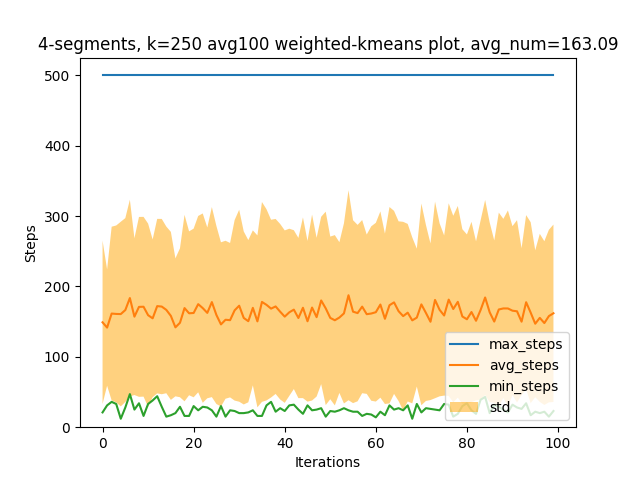 4-segments, k=250 avg100 weighted-kmeans plot, avg_num=163.09
500
400
300
200
100
0
Steps
max_steps
avg_steps
min_steps
std
0 20 40 60 80 100
Iterations